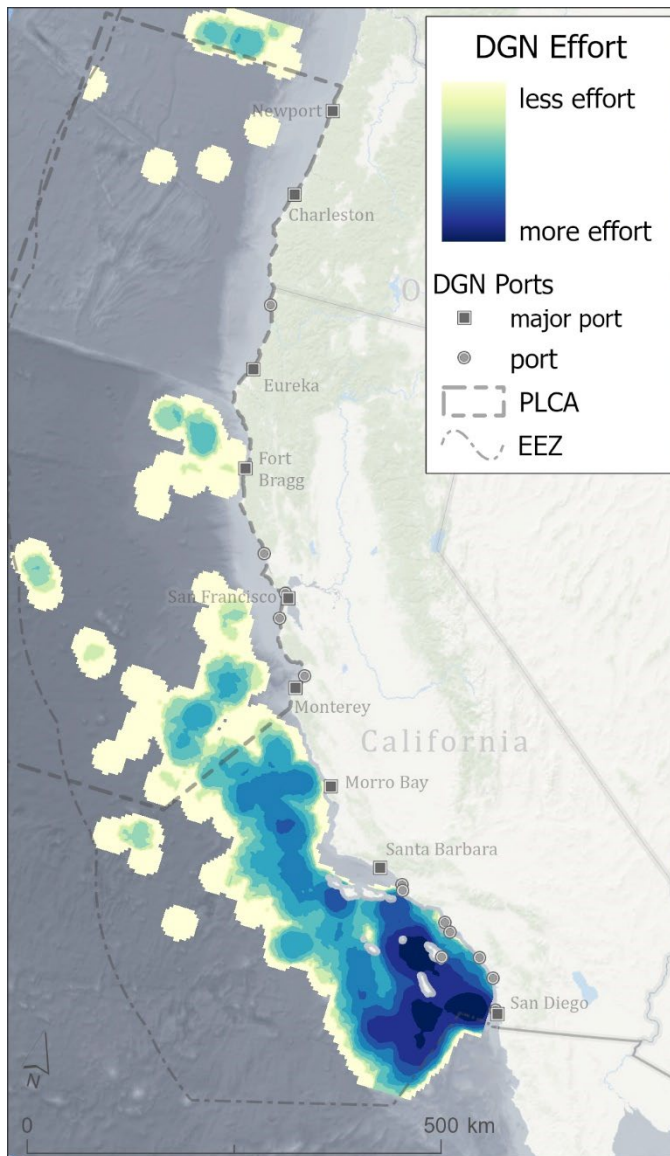 DGN Effort
less effort
more effort
DGN Ports
major port
port
PLCA
EEZ
Newport
Charleston
O
Eureka
Fort
Bragg
San Francisco
Monterey
California
Morro Bay
Santa Barbara
San Diego
N
0
500 km